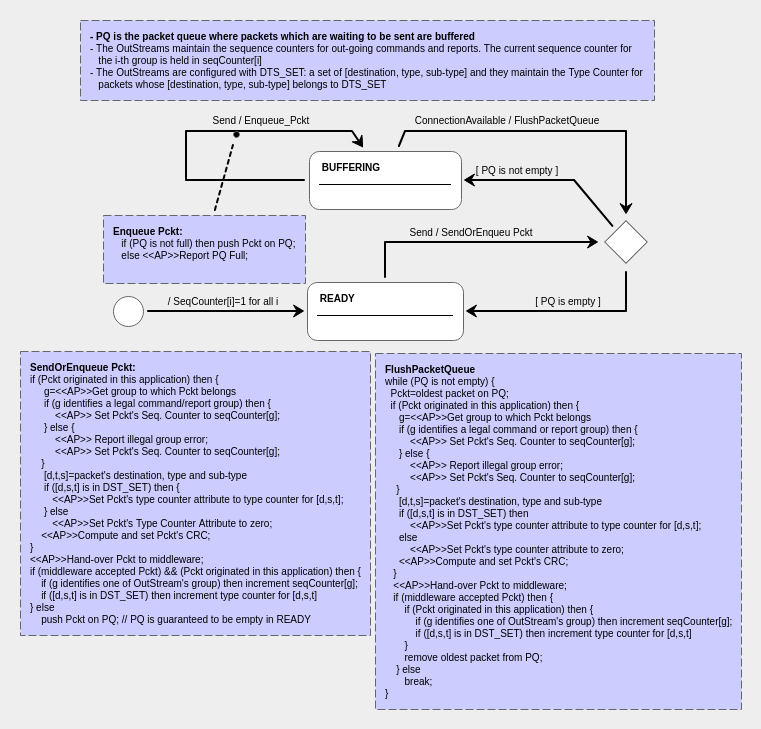 - PQ is the packet queue where packets which are waiting to be sent are buffered
- The OutStreams maintain the sequence counters for out-going commands and reports. The current sequence counter for
the i-th group is held in seqCounter[i]
- The OutStreams are configured with DTS_SET: a set of [destination, type, sub-type] and they maintain the Type Counter for
packets whose [destination, type, sub-type] belongs to DTS_SET
Send / Enqueue_Pckt
ConnectionAvailable / FlushPacketQueue
BUFFERING
[ PQ is not empty ]
Enqueue Pckt:
if (PQ is not full) then push Pckt on PQ;
else <<AP>>Report PQ Full;
Send / SendOrEnqueu Pckt
/ SeqCounter[i]=1 for all i
READY
[ PQ is empty ]
SendOrEnqueue Pckt:
if (Pckt originated in this application) then {
g=<<AP>>Get group to which Pckt belongs
if (g identifies a legal command/report group) then {
<<AP>> Set Pckt's Seq. Counter to seqCounter[g];
} else {
<<AP>> Report illegal group error;
<<AP>> Set Pckt's Seq. Counter to seqCounter[g];
}
[d,t,s]=packet's destination, type and sub-type
if ([d,s,t] is in DST_SET) then {
<<AP>>Set Pckt's type counter attribute to type counter for [d,s,t];
} else
<<AP>>Set Pckt's Type Counter Attribute to zero;
<<AP>>Compute and set Pckt's CRC;
}
<<AP>>Hand-over Pckt to middleware;
if (middleware accepted Pckt) && (Pckt originated in this application) then {
if (g identifies one of OutStream's group) then increment seqCounter[g];
if ([d,s,t] is in DST_SET) then increment type counter for [d,s,t]
} else
push Pckt on PQ; // PQ is guaranteed to be empty in READY
FlushPacketQueue
while (PQ is not empty) {
Pckt=oldest packet on PQ;
if (Pckt originated in this application) then {
g=<<AP>>Get group to which Pckt belongs
if (g identifies a legal command or report group) then {
<<AP>> Set Pckt's Seq. Counter to seqCounter[g];
} else {
<<AP>> Report illegal group error;
<<AP>> Set Pckt's Seq. Counter to seqCounter[g];
}
[d,t,s]=packet's destination, type and sub-type
if ([d,s,t] is in DST_SET) then
<<AP>>Set Pckt's type counter attribute to type counter for [d,s,t];
else
<<AP>>Set Pckt's type counter attribute to zero;
<<AP>>Compute and set Pckt's CRC;
}
<<AP>>Hand-over Pckt to middleware;
if (middleware accepted Pckt) then {
if (Pckt originated in this application) then {
if (g identifies one of OutStream's group) then increment seqCounter[g];
if ([d,s,t] is in DST_SET) then increment type counter for [d,s,t]
}
remove oldest packet from PQ;
} else
break;
}